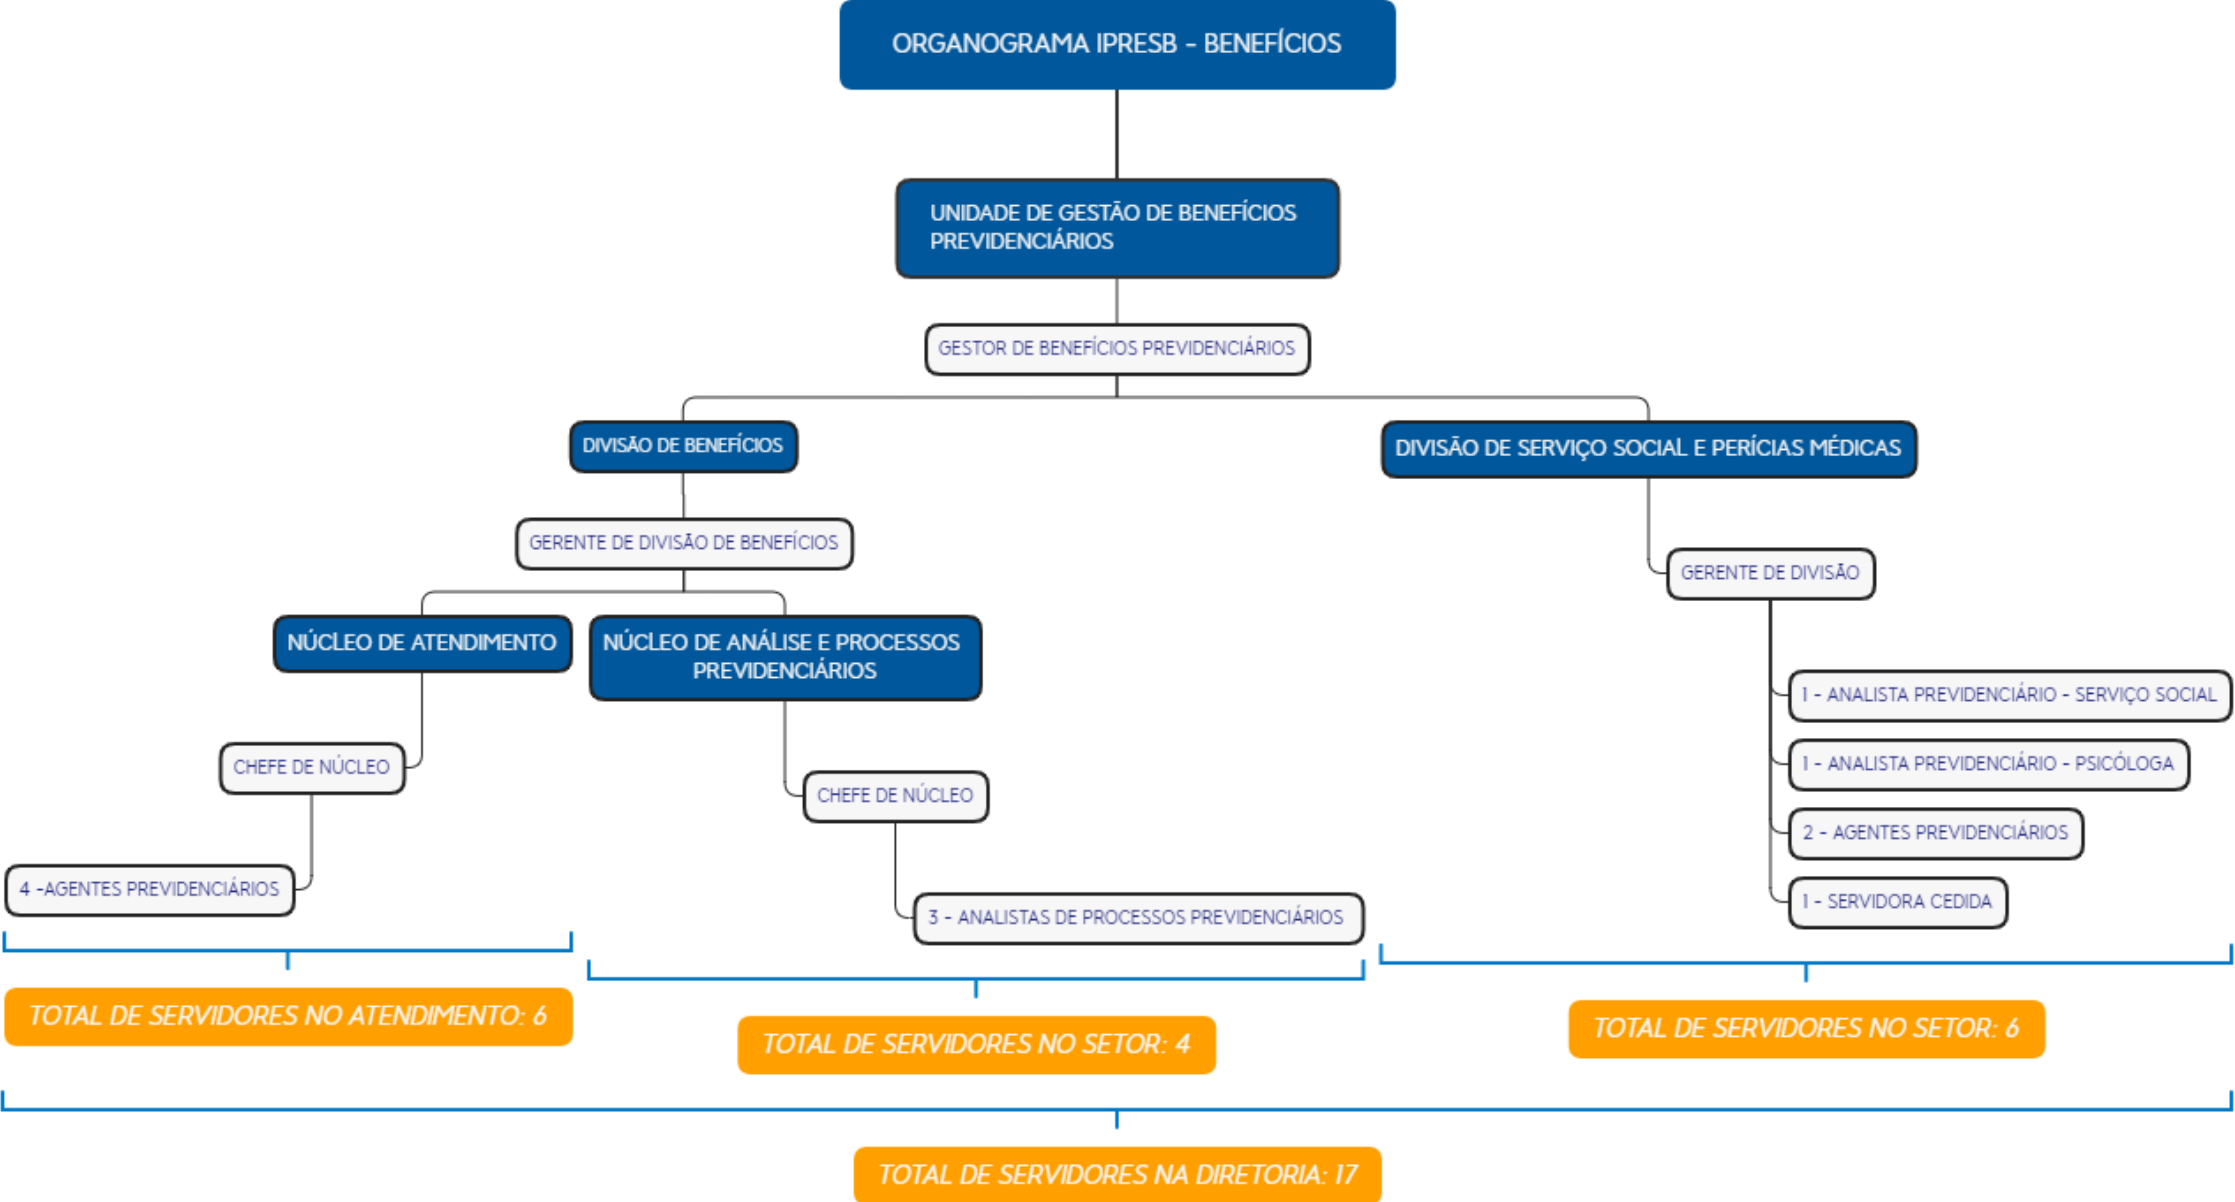 ORGANOGRAMA IPRESB - BENEFÍCIOS
UNIDADE DE GESTÃO DE BENEFÍCIOS
PREVIDENCIÁRIOS
GESTOR DE BENEFÍCIOS PREVIDENCIÁRIOS
DIVISÃO DE BENEFÍCIOS
DIVISÃO DE SERVIÇO SOCIAL E PERÍCIAS MÉDICAS
GERENTE DE DIVISÃO DE BENEFÍCIOS
GERENTE DE DIVISÃO
NÚCLEO DE ATENDIMENTO
NÚCLEO DE ANÁLISE E PROCESSOS
PREVIDENCIÁRIOS
1 - ANALISTA PREVIDENCIÁRIO - SERVIÇO SOCIAL
CHEFE DE NÚCLEO
1 - ANALISTA PREVIDENCIÁRIO - PSICÓLOGA
CHEFE DE NÚCLEO
2 - AGENTES PREVIDENCIÁRIOS
4 -AGENTES PREVIDENCIÁRIOS
1 - SERVIDORA CEDIDA
3 - ANALISTAS DE PROCESSOS PREVIDENCIÁRIOS
TOTAL DE SERVIDORES NO ATENDIMENTO: 6
TOTAL DE SERVIDORES NO SETOR: 4
TOTAL DE SERVIDORES NO SETOR: 6
TOTAL DE SERVIDORES NA DIRETORIA: 17